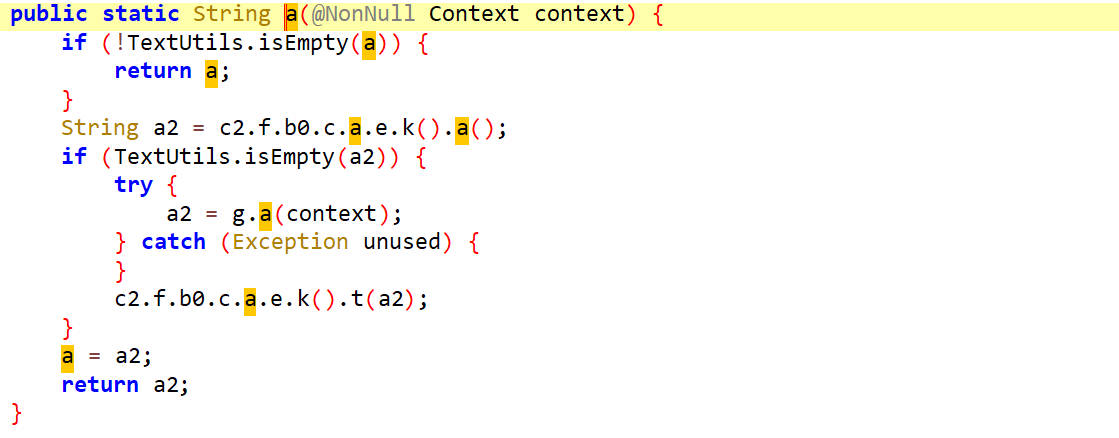 public static String a(@NonNull Context context) {
    if (!TextUtils.isEmpty(a)) {
        return a;
    }
    String a2 = c2.f.b0.c.a.e.k().a();
    if (TextUtils.isEmpty(a2)) {
        try {
            a2 = g.a(context);
        } catch (Exception unused) {
        }
        c2.f.b0.c.a.e.k().t(a2);
    }
    a = a2;
    return a2;
}